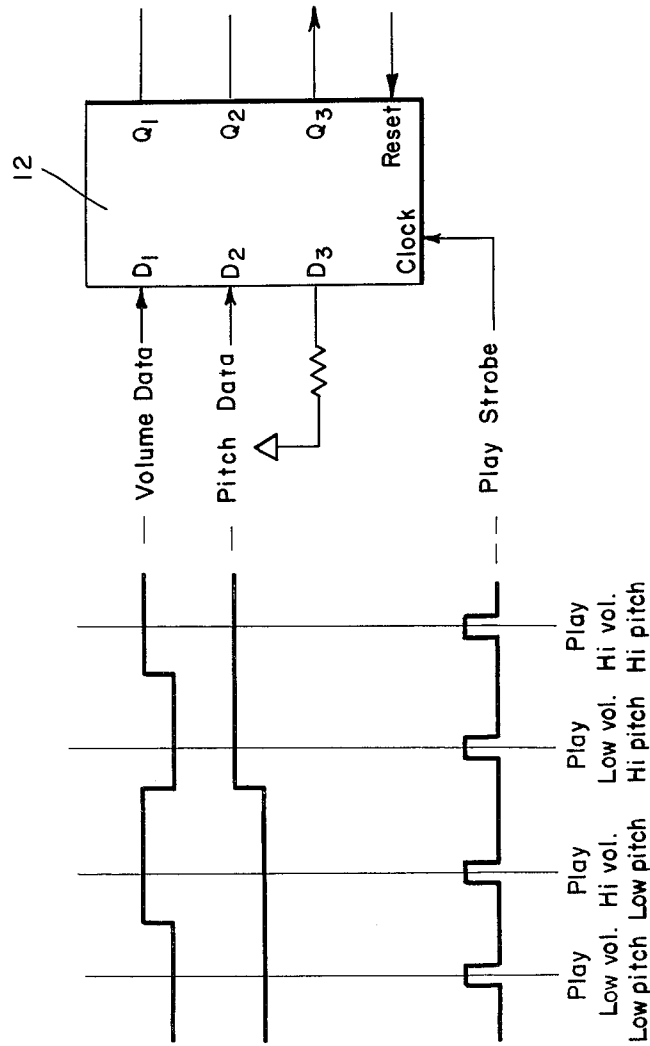 12
D1
Q1
D2
Q2
D3
Q3
Clock
Reset
Volume Data
Pitch Data
Play Strobe
Play
Low vol.
Low pitch
Play
Hi vol.
Low pitch
Play
Low vol.
Hi pitch
Play
Hi vol.
Hi pitch